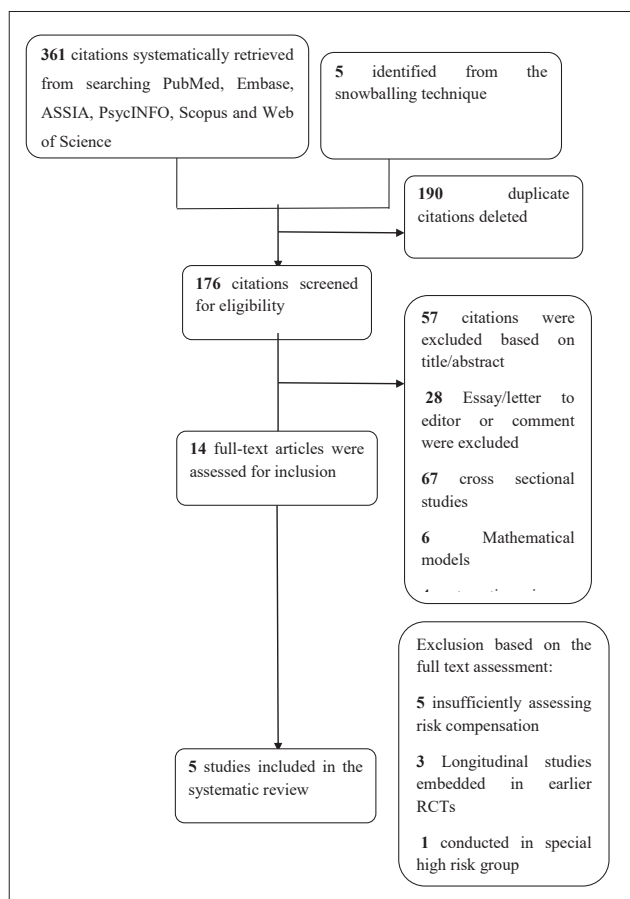 361 citations systematically retrieved
from searching PubMed, Embase,
ASSIA, PsycINFO, Scopus and Web
of Science
5 identified from the
snowballing technique
190 duplicate
citations deleted
176 citations screened
for eligibility
57 citations were
excluded based on
title/abstract
28 Essay/letter to
editor or comment
were excluded
67 cross sectional
studies
6 Mathematical
models
14 full-text articles were
assessed for inclusion
Exclusion based on the
full text assessment:
5 insufficiently assessing
risk compensation
3 Longitudinal studies
embedded in earlier
RCTs
1 conducted in special
high risk group
5 studies included in the
systematic review